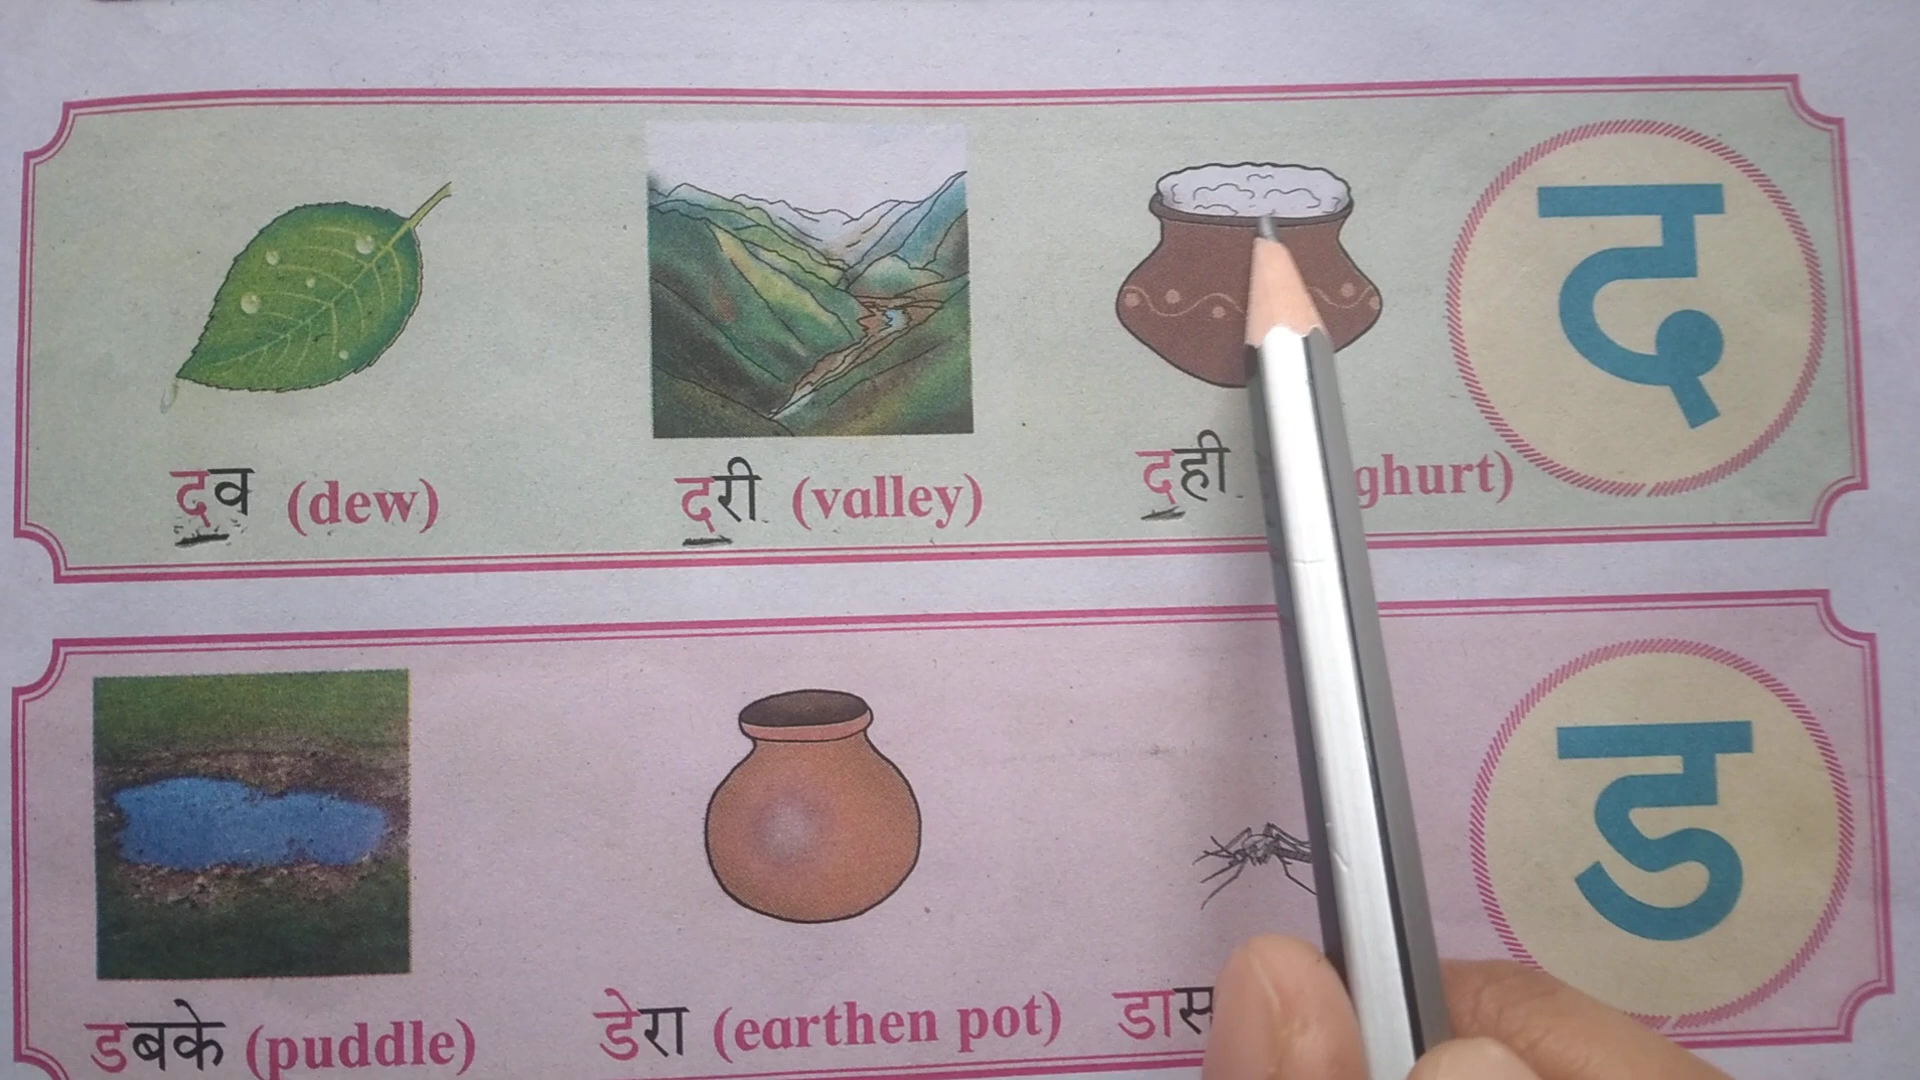 द
दव (dew) दरी (valley) दही ghurt)
ड
डबके (puddle) डेरा (earthen pot) डास